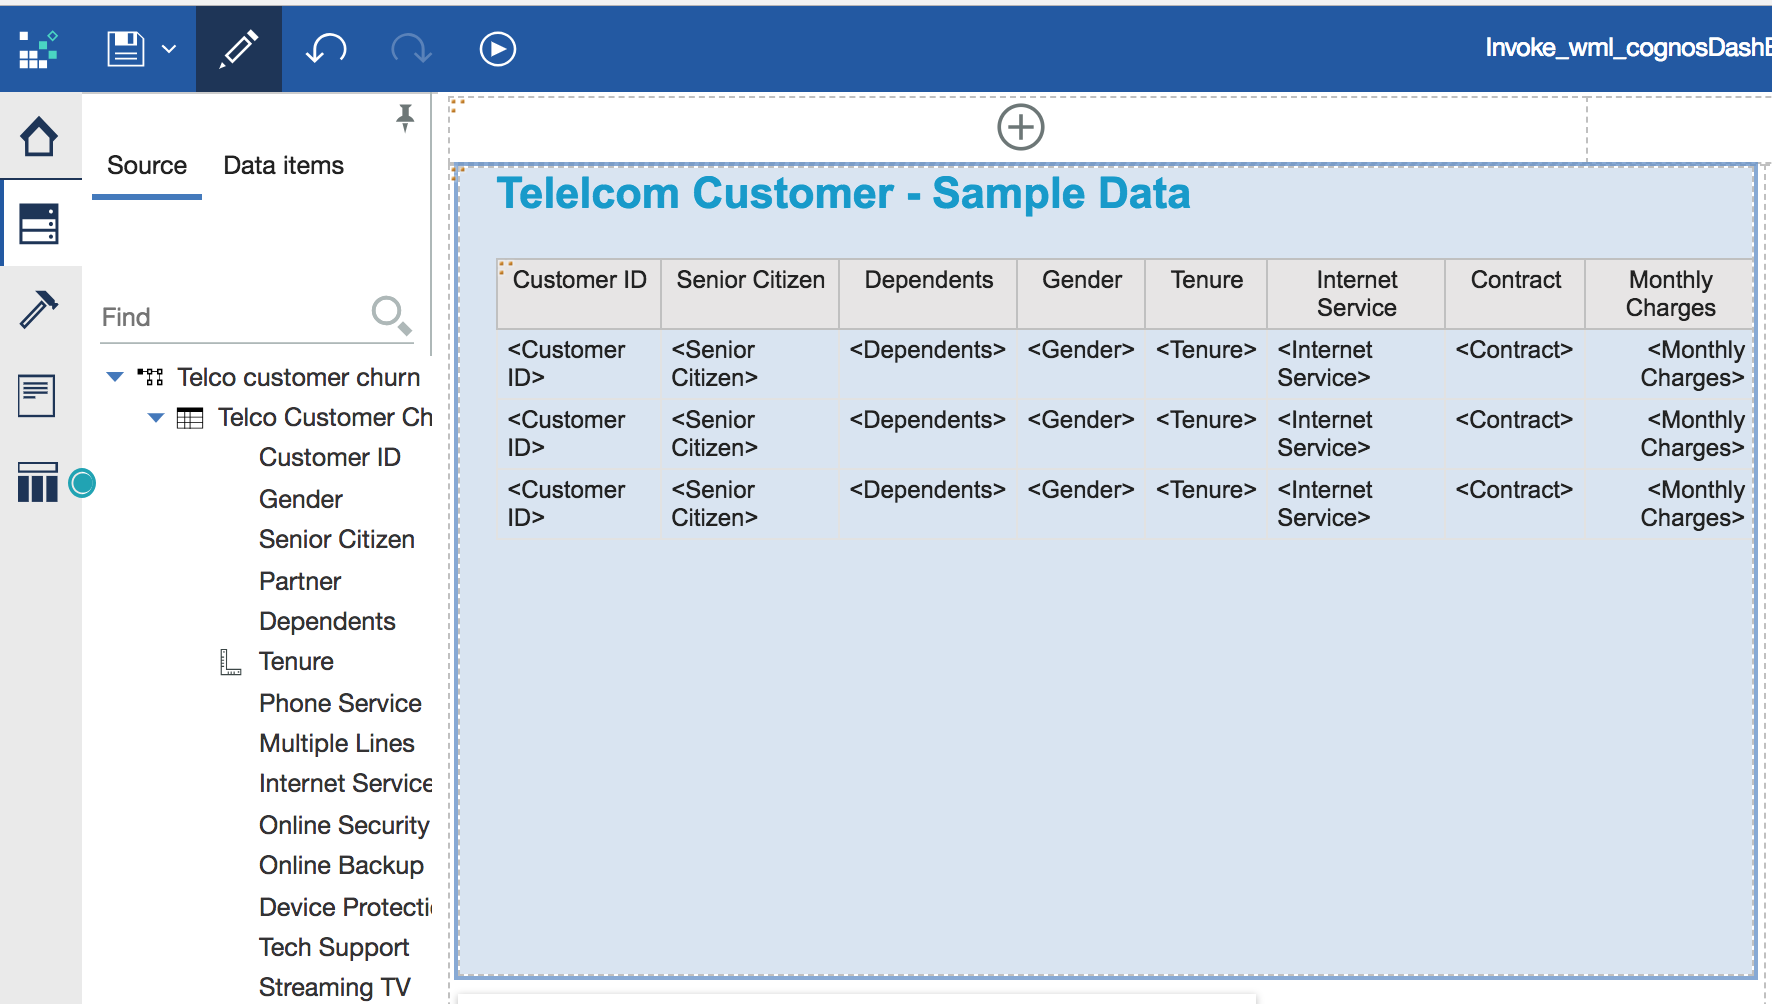 Invoke_wml_cognosDashE
Source
Data items
Find
Telco customer churn
Telco Customer Ch
Customer ID
Gender
Senior Citizen
Partner
Dependents
Tenure
Phone Service
Multiple Lines
Internet Service
Online Security
Online Backup
Device Protecti
Tech Support
Streaming TV
Telelcom Customer - Sample Data
Customer ID Senior Citizen Dependents Gender Tenure Internet Service Contract Monthly Charges
<Customer ID> <Senior Citizen> <Dependents> <Gender> <Tenure> <Internet Service> <Contract> <Monthly Charges>
<Customer ID> <Senior Citizen> <Dependents> <Gender> <Tenure> <Internet Service> <Contract> <Monthly Charges>
<Customer ID> <Senior Citizen> <Dependents> <Gender> <Tenure> <Internet Service> <Contract> <Monthly Charges>